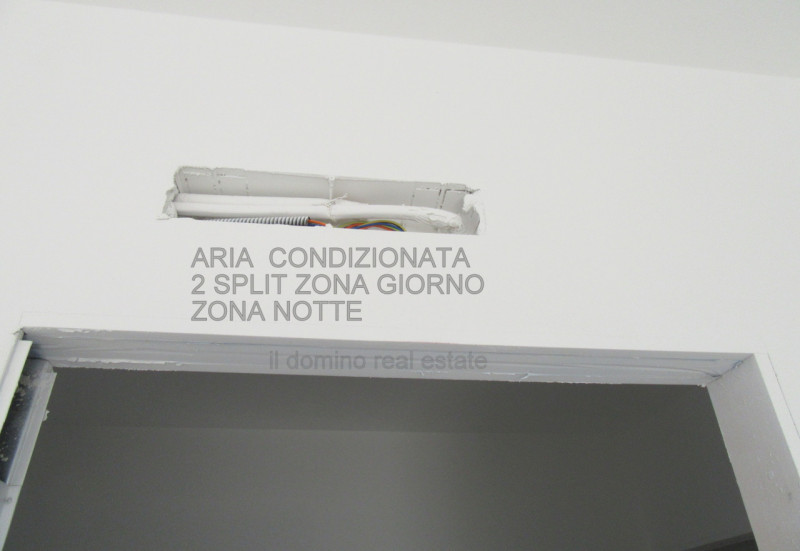 ARIA CONDIZIONATA
2 SPLIT ZONA GIORNO
ZONA NOTTE
il domino real estate